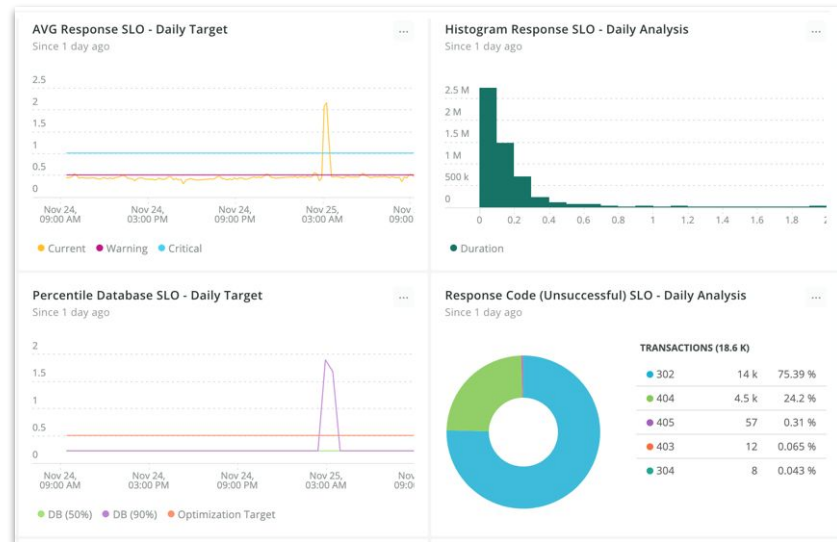 AVG Response SLO - Daily Target
...
Since 1 day ago
2.5
2
1.5
1
0.5
0
Nov 24, Nov 24, Nov 24, Nov 25, Nov
09:00 AM 03:00 PM 09:00 PM 03:00 AM 09:00
Current Warning Critical
Histogram Response SLO - Daily Analysis
...
Since 1 day ago
2.5 M
2 M
1.5 M
1 M
500 k
0
0 0.2 0.4 0.6 0.8 1 1.2 1.4 1.6 1.8
Duration
Percentile Database SLO - Daily Target
...
Since 1 day ago
2
1.5
1
0.5
0
Nov 24, Nov 24, Nov 24, Nov 25, Nov
09:00 AM 03:00 PM 09:00 PM 03:00 AM
DB (50%) DB (90%) Optimization Target
Response Code (Unsuccessful) SLO - Daily Analysis
...
Since 1 day ago
TRANSACTIONS (18.6 K)
302 14 k 75.39 %
404 4.5 k 24.2 %
405 57 0.31 %
403 12 0.065 %
304 8 0.043 %